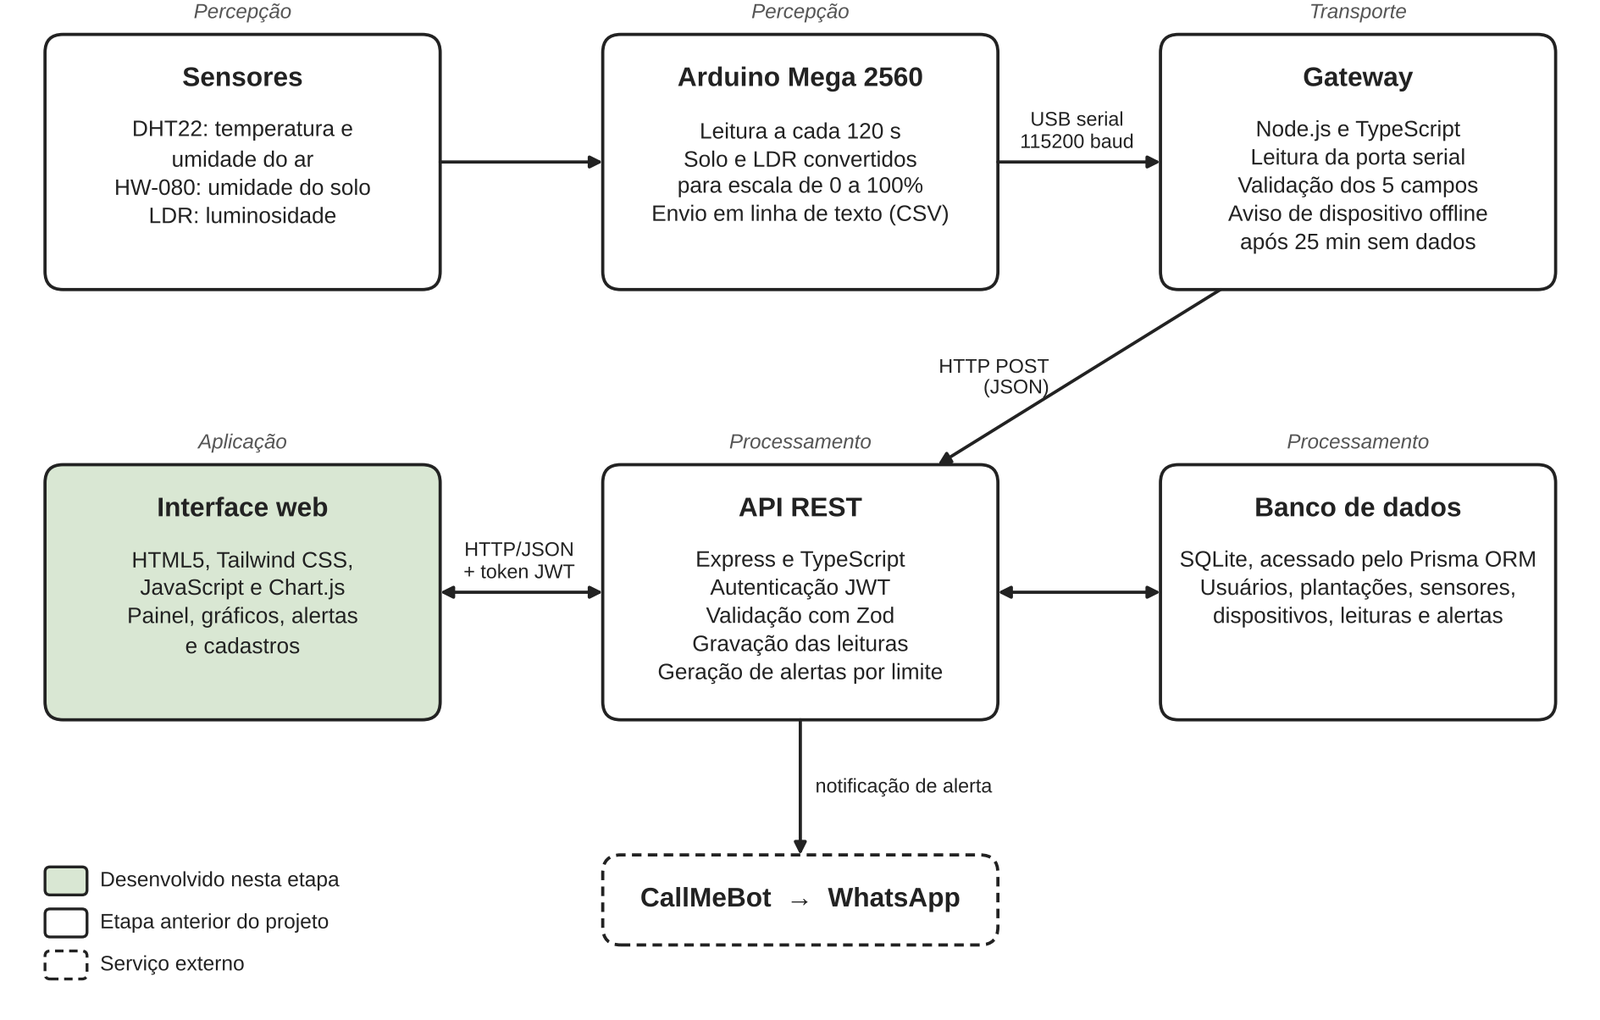 Percepção
Sensores
DHT22: temperatura e
umidade do ar
HW-080: umidade do solo
LDR: luminosidade
Percepção
Arduino Mega 2560
Leitura a cada 120 s
Solo e LDR convertidos
para escala de 0 a 100%
Envio em linha de texto (CSV)
USB serial
115200 baud
Transporte
Gateway
Node.js e TypeScript
Leitura da porta serial
Validação dos 5 campos
Aviso de dispositivo offline
após 25 min sem dados
HTTP POST
(JSON)
Aplicação
Interface web
HTML5, Tailwind CSS,
JavaScript e Chart.js
Painel, gráficos, alertas
e cadastros
HTTP/JSON
+ token JWT
Processamento
API REST
Express e TypeScript
Autenticação JWT
Validação com Zod
Gravação das leituras
Geração de alertas por limite
Processamento
Banco de dados
SQLite, acessado pelo Prisma ORM
Usuários, plantações, sensores,
dispositivos, leituras e alertas
notificação de alerta
CallMeBot → WhatsApp
Desenvolvido nesta etapa
Etapa anterior do projeto
Serviço externo